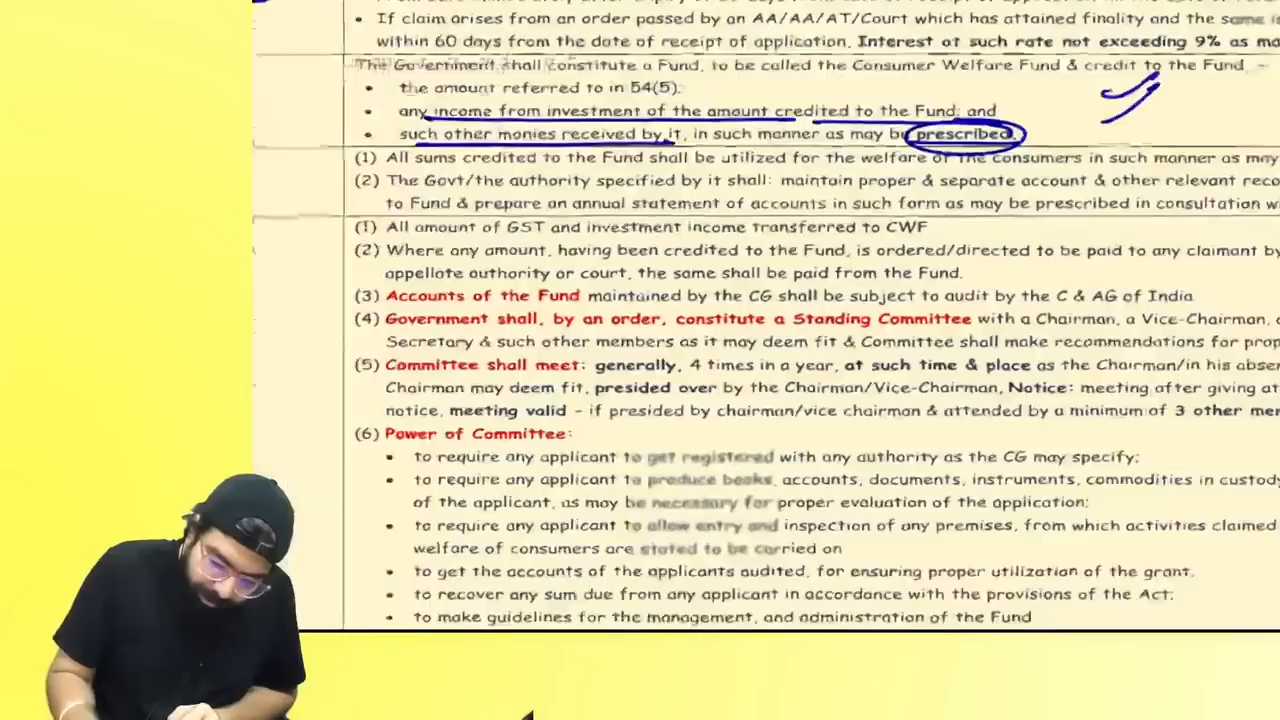 • If claim arises from an order passed by an AA/AA/AT/Court which has attained finality and the same
within 60 days from the date of receipt of application. Interest at such rate not exceeding 9% as
The Government shall constitute a Fund, to be called the Consumer Welfare Fund & credit to the Fund, -
• the amount referred to in 54(5);
• any income from investment of the amount credited to the Fund; and
• such other monies received by it, in such manner as may be prescribed.
(1) All sums credited to the Fund shall be utilized for the welfare of the consumers in such manner as may
(2) The Govt/the authority specified by it shall: maintain proper & separate account & other relevant
to Fund & prepare an annual statement of accounts in such form as may be prescribed in consultation
(1) All amount of GST and investment income transferred to CWF
(2) Where any amount, having been credited to the Fund, is ordered/directed to be paid to any claimant by
appellate authority or court, the same shall be paid from the Fund.
(3) Accounts of the Fund maintained by the CG shall be subject to audit by the C & AG of India
(4) Government shall, by an order, constitute a Standing Committee with a Chairman, a Vice-Chairman,
Secretary & such other members as it may deem fit & Committee shall make recommendations for
(5) Committee shall meet: generally, 4 times in a year, at such time & place as the Chairman/in his
Chairman may deem fit, presided over by the Chairman/Vice-Chairman, Notice: meeting after giving at
notice, meeting valid - if presided by chairman/vice chairman & attended by a minimum of 3 other
(6) Power of Committee:
• to require any applicant to get registered with any authority as the CG may specify;
• to require any applicant to produce books, accounts, documents, instruments, commodities in custody
of the applicant, as may be necessary for proper evaluation of the application;
• to require any applicant to allow entry and inspection of any premises, from which activities claimed
welfare of consumers are stated to be carried on
• to get the accounts of the applicants audited, for ensuring proper utilization of the grant.
• to recover any sum due from any applicant in accordance with the provisions of the Act;
• to make guidelines for the management, and administration of the Fund